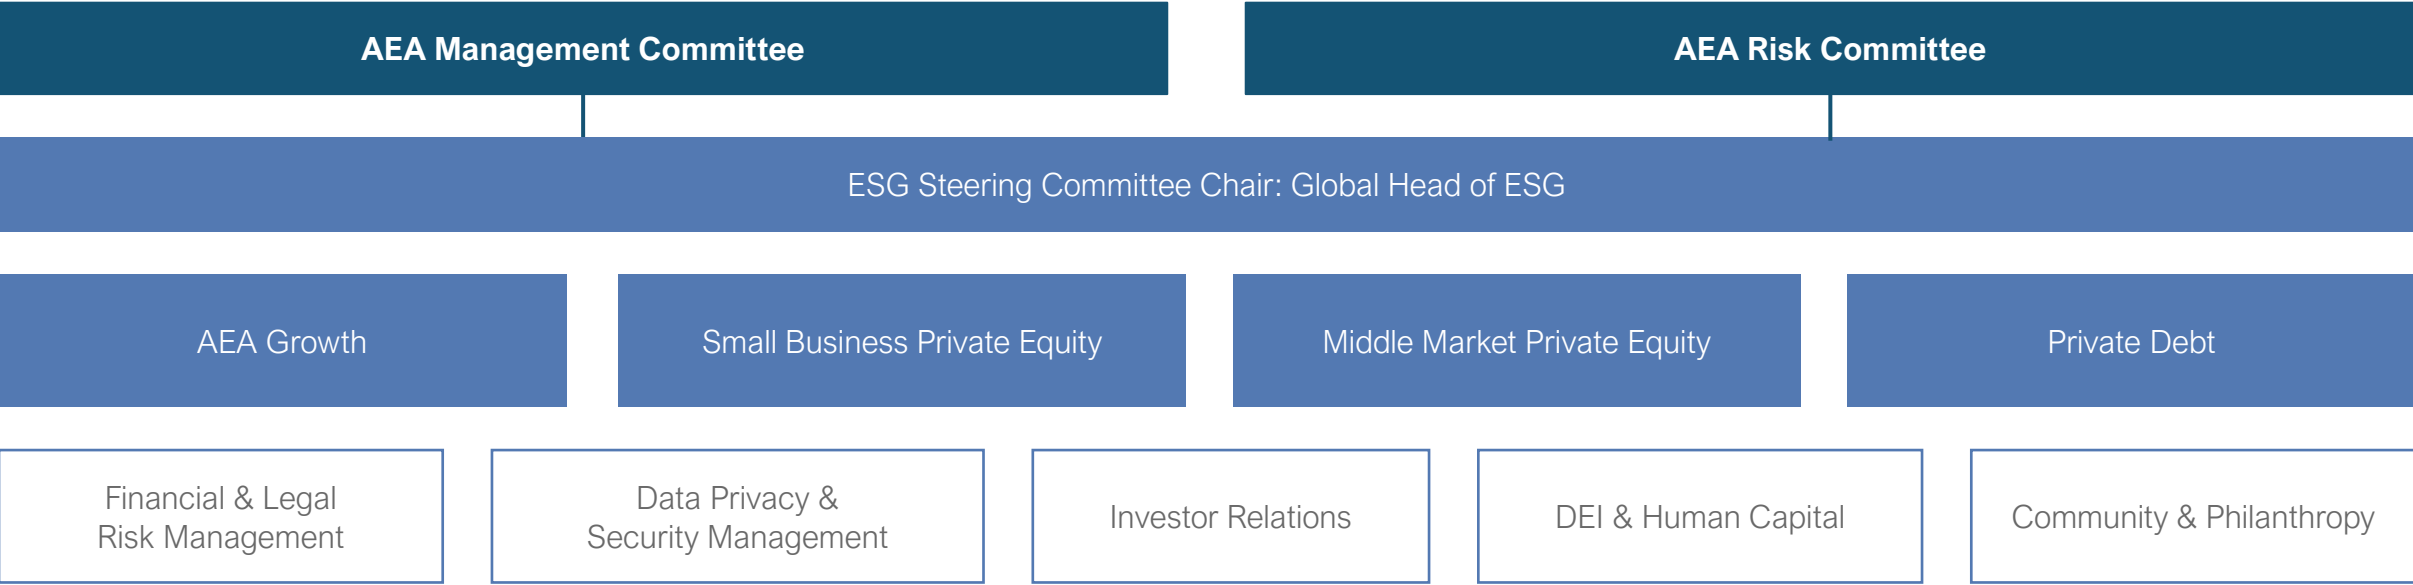 AEA Management Committee
AEA Risk Committee
ESG Steering Committee Chair: Global Head of ESG
AEA Growth
Small Business Private Equity
Middle Market Private Equity
Private Debt
Financial & Legal
Risk Management
Data Privacy &
Security Management
Investor Relations
DEI & Human Capital
Community & Philanthropy